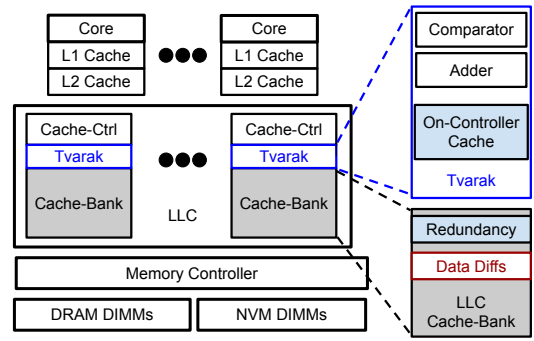 Core
L1 Cache
L2 Cache
Core
L1 Cache
L2 Cache
Cache-Ctrl
Tvarak
Cache-Bank
LLC
Cache-Ctrl
Tvarak
Cache-Bank
Memory Controller
DRAM DIMMs
NVM DIMMs
Comparator
Adder
On-Controller
Cache
Tvarak
Redundancy
Data Diffs
LLC
Cache-Bank